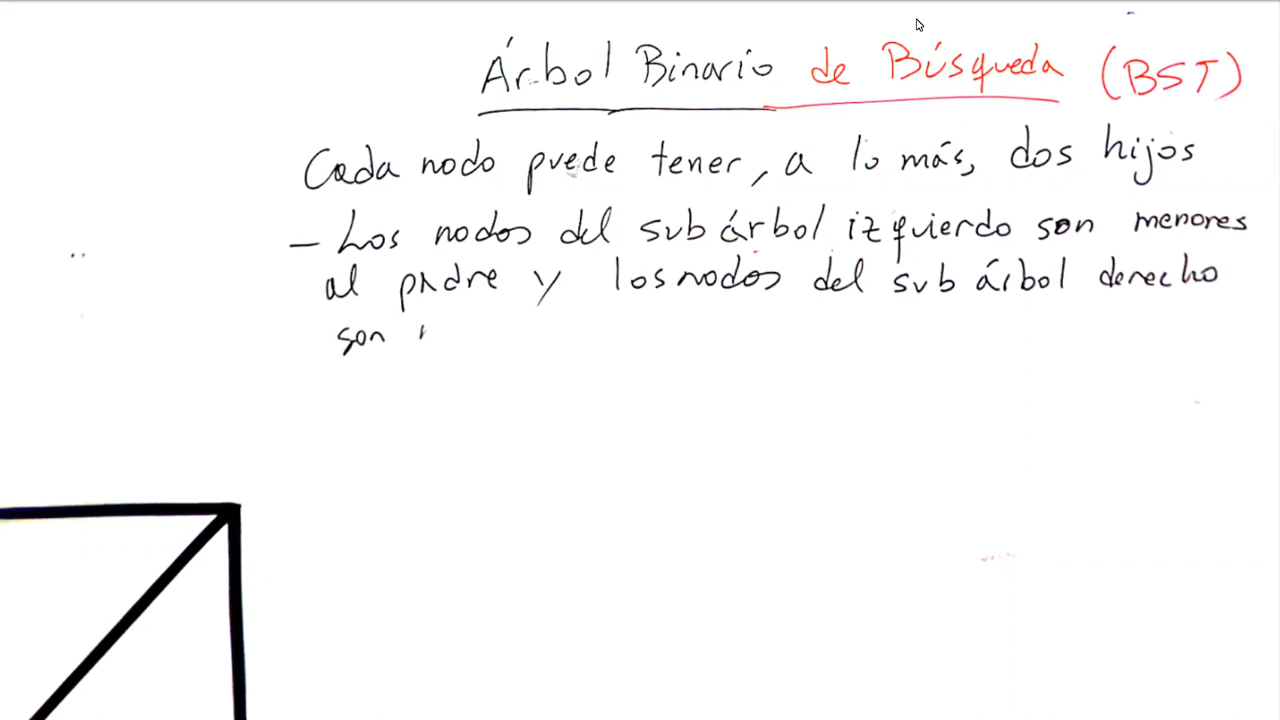 Árbol Binario de Búsqueda (BST)
Cada nodo puede tener, a lo más, dos hijos
- Los nodos del subárbol izquierdo son menores
al padre y los nodos del subárbol derecho
son